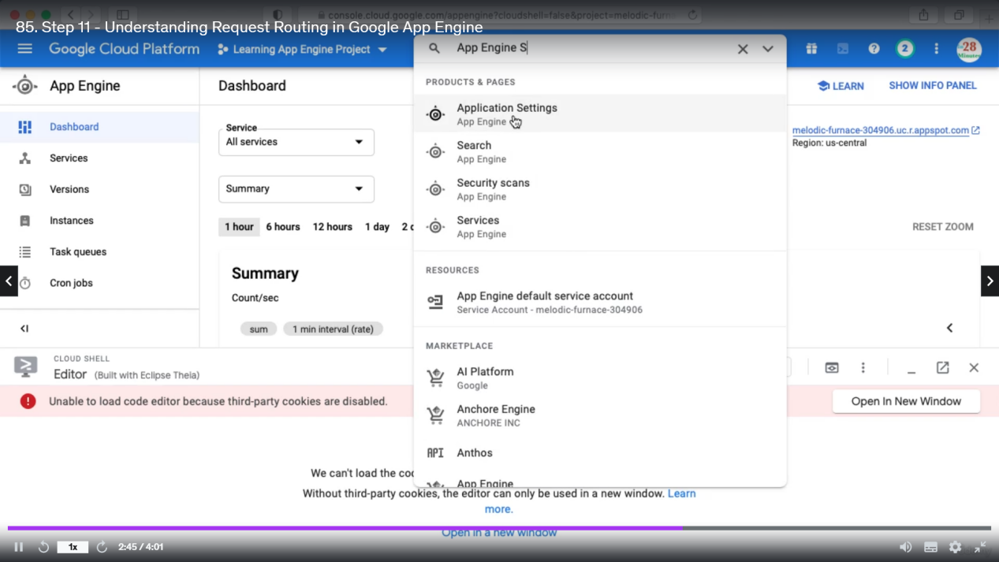 console.cloud.google.com/appengine?cloudshell=false&project=melodic-furn
85. Step 11 - Understanding Request Routing in Google App Engine
Google Cloud Platform
Learning App Engine Project
App Engine S
2
28
Minutes
App Engine
Dashboard
LEARN
SHOW INFO PANEL
Dashboard
Services
Versions
Instances
Task queues
Cron jobs
Service
All services
Summary
1 hour
6 hours
12 hours
1 day
2 d
Summary
Count/sec
sum
1 min interval (rate)
PRODUCTS & PAGES
Application Settings
App Engine
Search
App Engine
Security scans
App Engine
Services
App Engine
RESOURCES
App Engine default service account
Service Account - melodic-furnace-304906
MARKETPLACE
AI Platform
Google
Anchore Engine
ANCHORE INC
API
Anthos
App Engine
melodic-furnace-304906.uc.r.appspot.com
Region: us-central
RESET ZOOM
CLOUD SHELL
Editor (Built with Eclipse Theia)
Unable to load code editor because third-party cookies are disabled.
Open In New Window
We can't load the coc
Without third-party cookies, the editor can only be used in a new window. Learn
more.
Open in a new window
1x
2:45 / 4:01